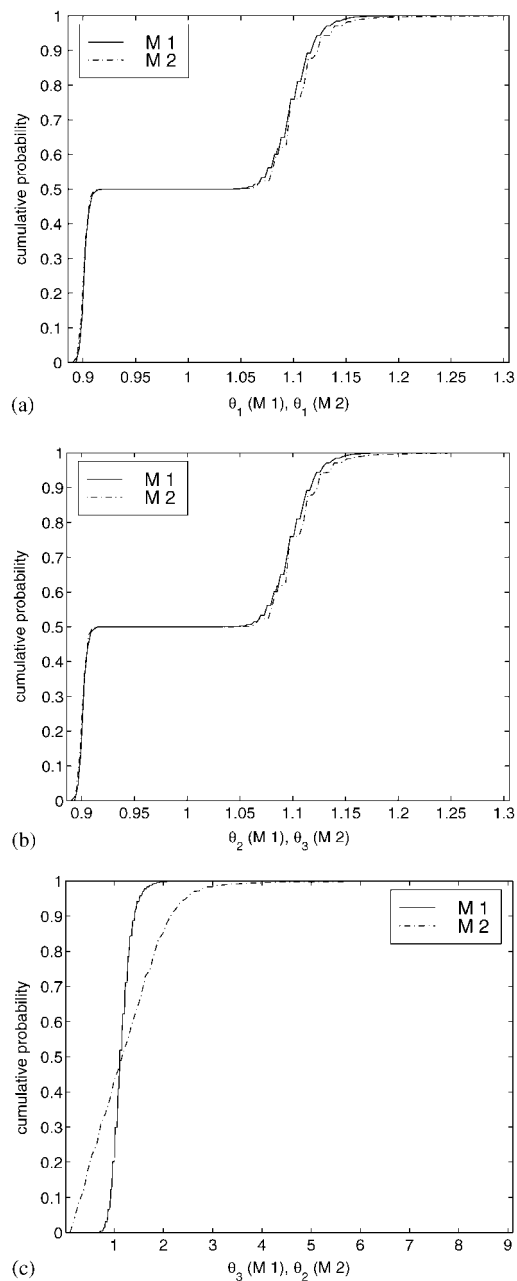 1
0.9
0.8
0.7
0.6
0.5
0.4
0.3
0.2
0.1
0
cumulative probability
M 1
M 2
0.9 0.95 1 1.05 1.1 1.15 1.2 1.25 1.3
(a)
θ₁ (M 1), θ₁ (M 2)
1
0.9
0.8
0.7
0.6
0.5
0.4
0.3
0.2
0.1
0
cumulative probability
M 1
M 2
0.9 0.95 1 1.05 1.1 1.15 1.2 1.25 1.3
(b)
θ₂ (M 1), θ₃ (M 2)
1
0.9
0.8
0.7
0.6
0.5
0.4
0.3
0.2
0.1
0
cumulative probability
M 1
M 2
1 2 3 4 5 6 7 8 9
(c)
θ₃ (M 1), θ₂ (M 2)